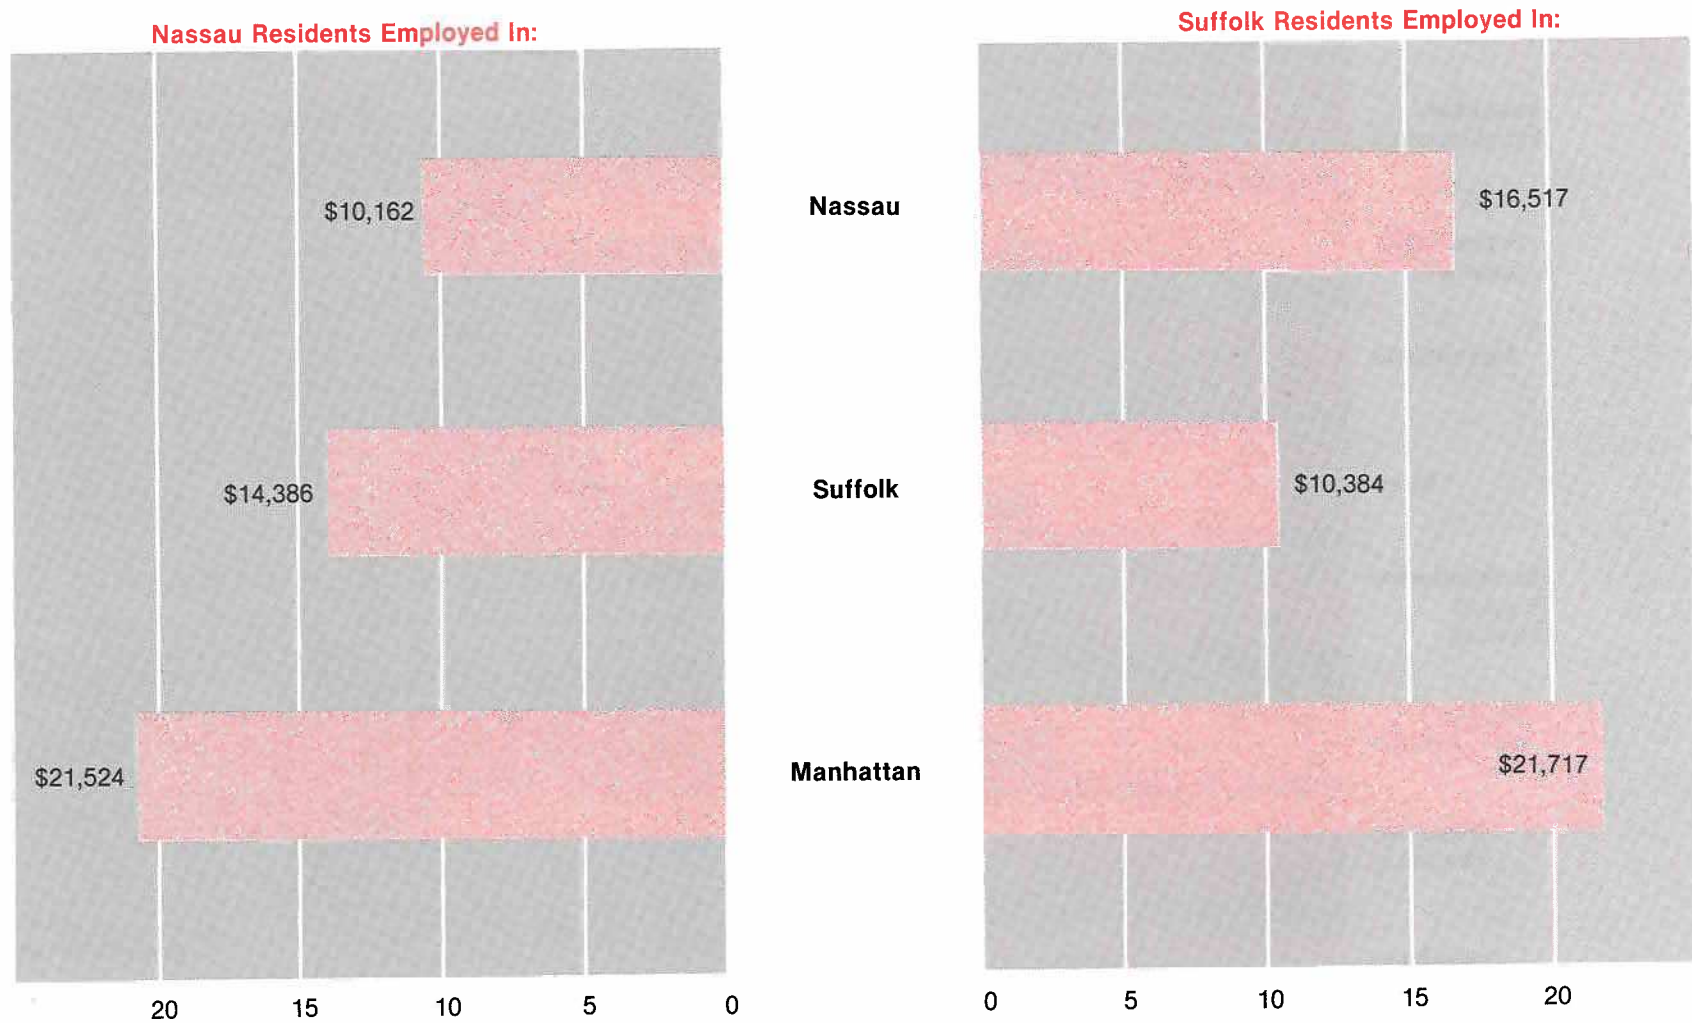 Nassau Residents Employed In:
Suffolk Residents Employed In:
$10,162
Nassau
$16,517
$14,386
Suffolk
$10,384
$21,524
Manhattan
$21,717
20 15 10 5 0
0 5 10 15 20